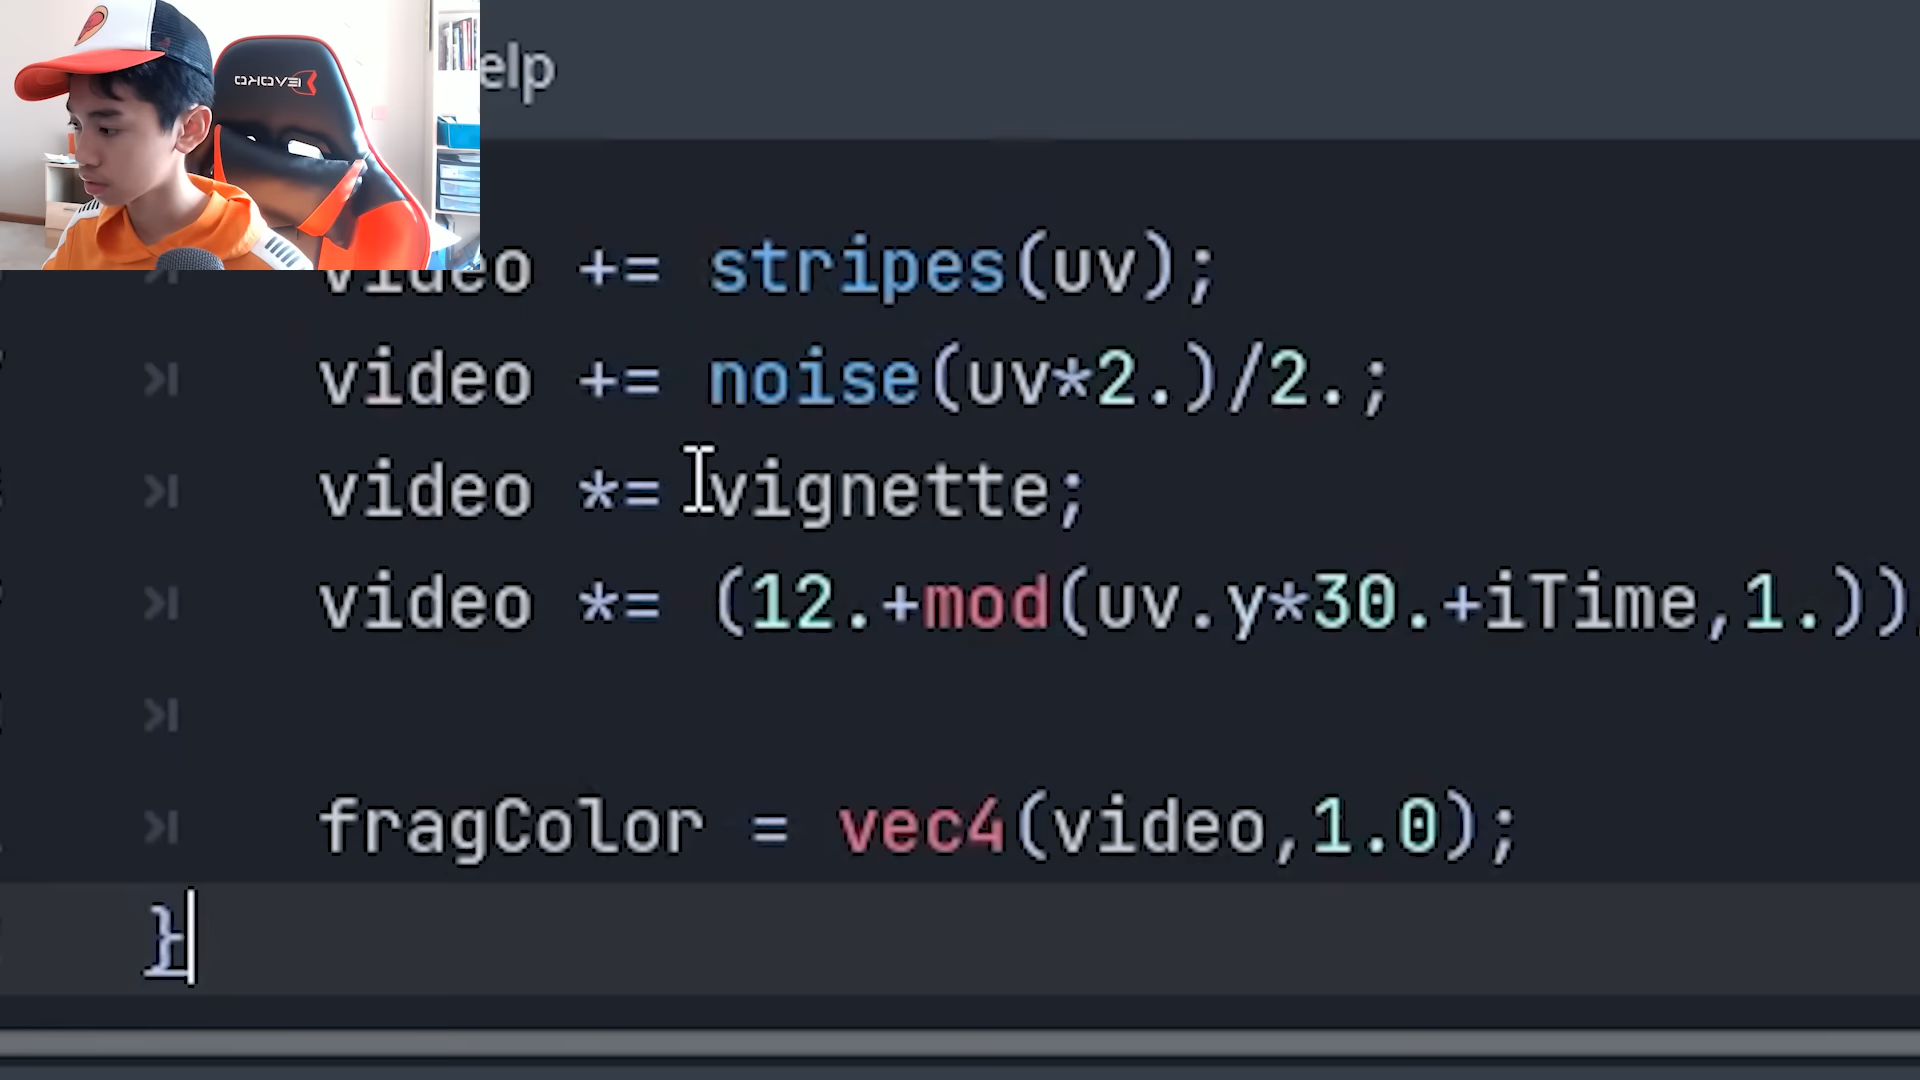 elp
video += stripes(uv);
video += noise(uv*2.)/2.;
video *= vignette;
video *= (12.+mod(uv.y*30.+iTime,1.))
fragColor = vec4(video,1.0);
}